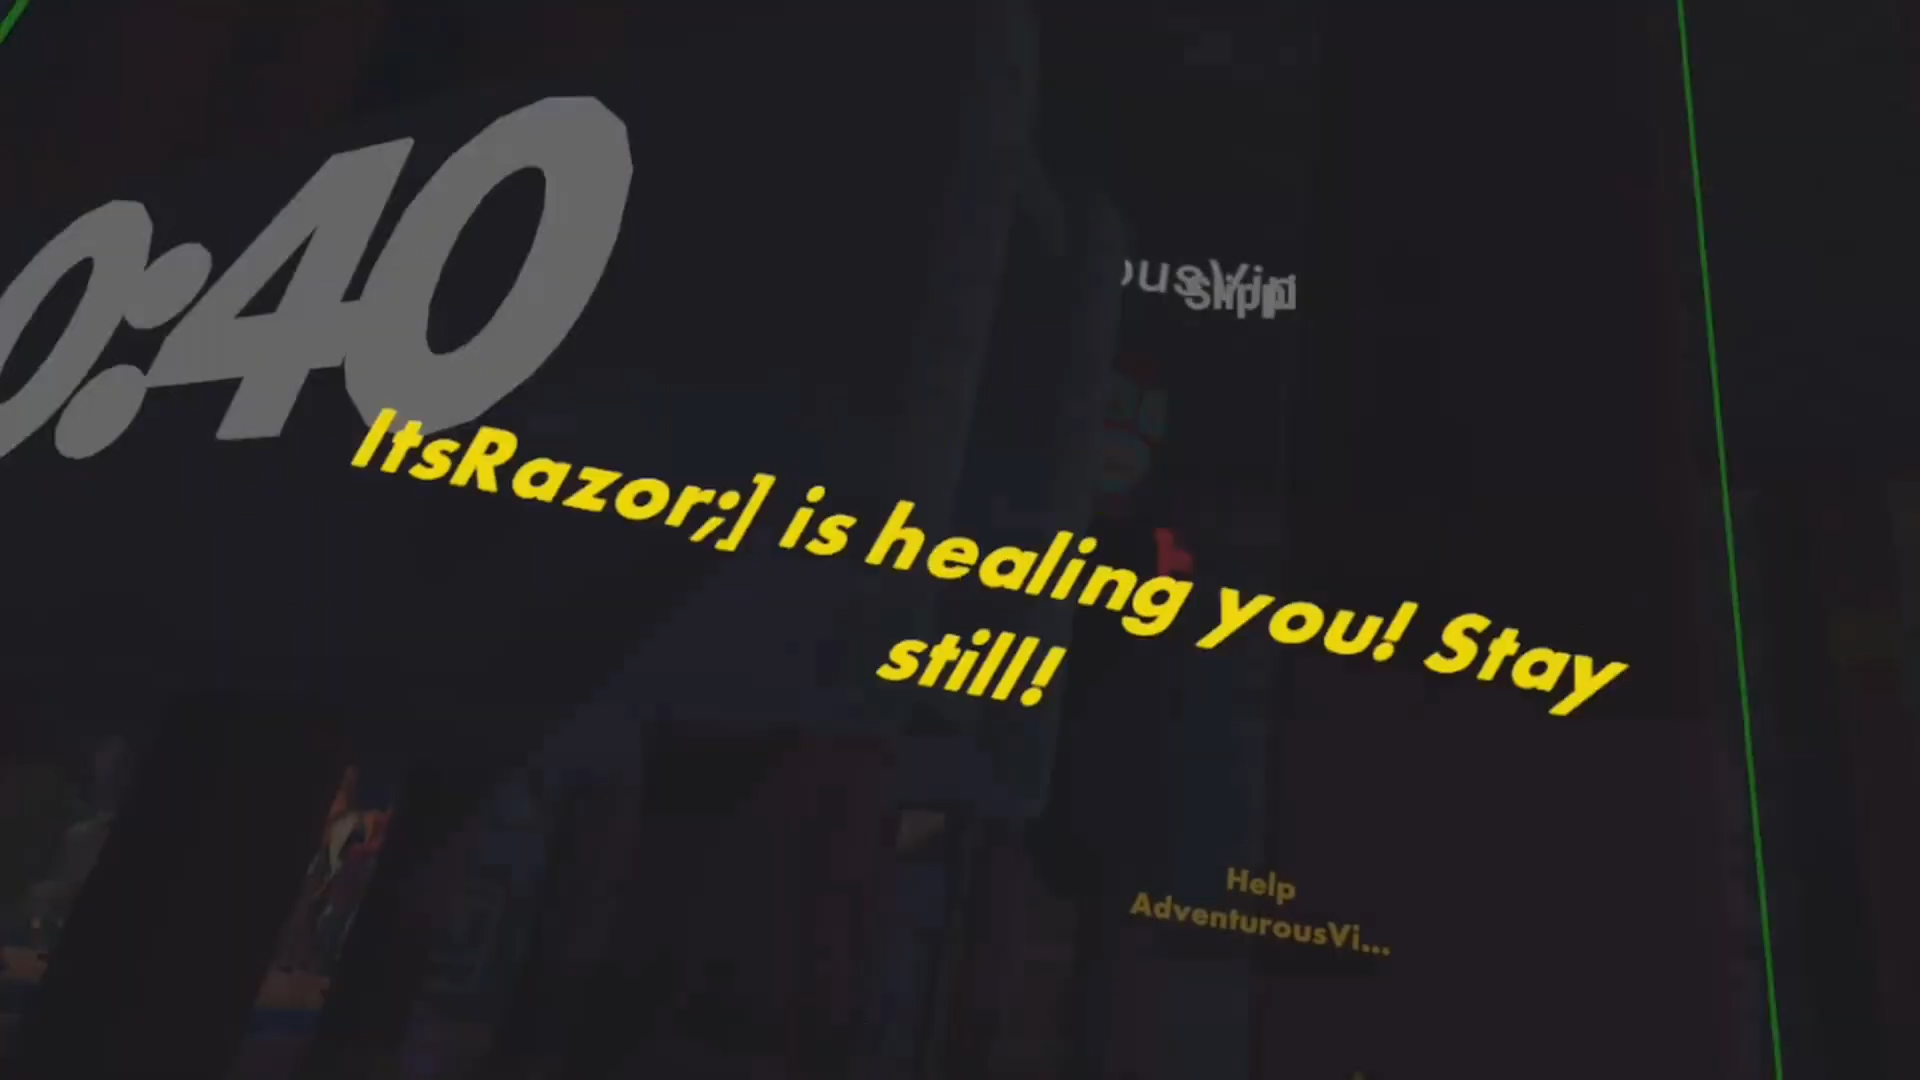 0:40
ItsRazor;] is healing you! Stay
still!
Help
AdventurousVi...